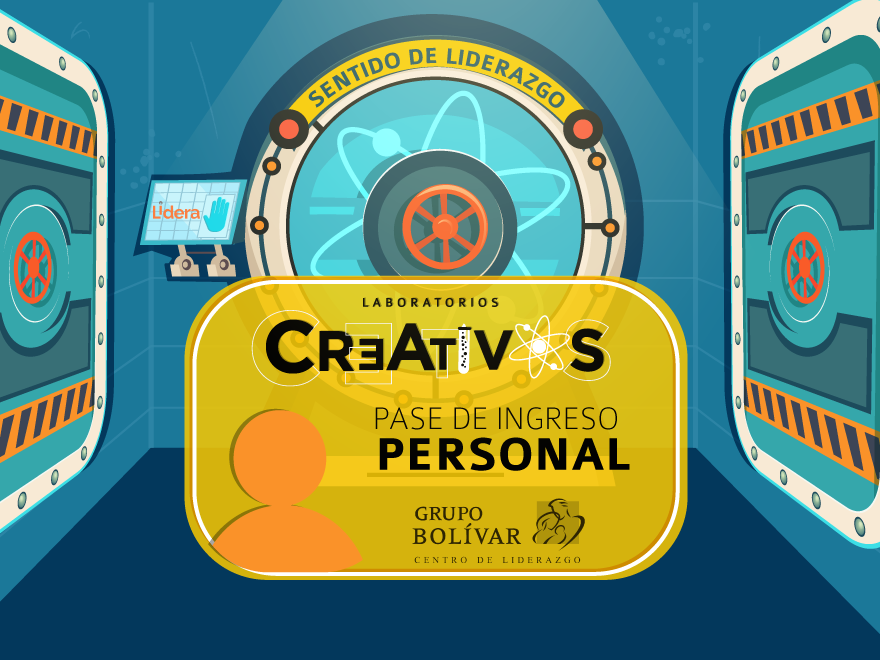 SENTIDO DE LIDERAZGO
Lidera
LABORATORIOS
CREATIVOS
PASE DE INGRESO
PERSONAL
GRUPO
BOLÍVAR
CENTRO DE LIDERAZGO